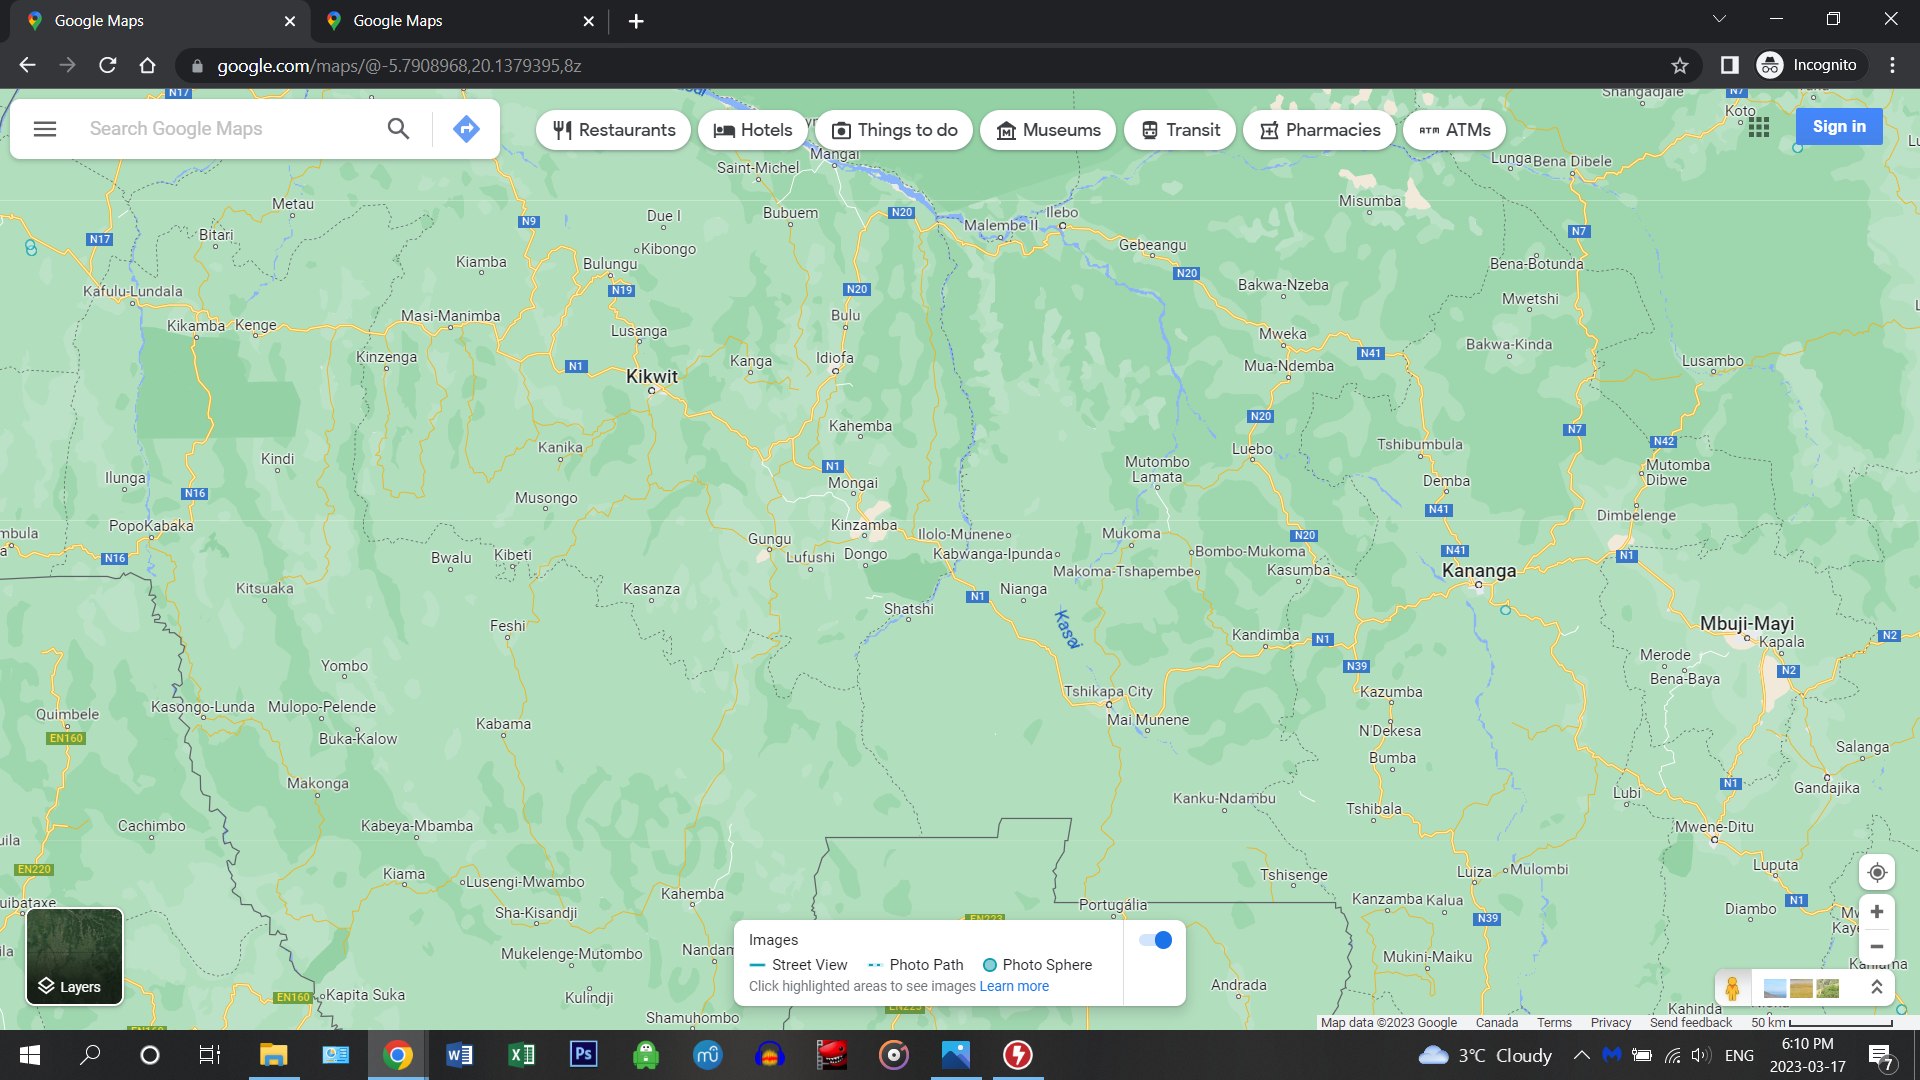 Google Maps
Google Maps
google.com/maps/@-5.7908968,20.1379395,8z
Incognito
Search Google Maps
Restaurants
Hotels
Things to do
Museums
Transit
Pharmacies
ATM ATMs
Sign in
N17
N7
Koto
Mangai
Saint-Michel
Lunga
Bena Dibele
Metau
Due I
Bubuem
N20
Ilebo
Misumba
N9
Malembe II
N7
N17
Bitari
Kibongo
Gebeangu
Kiamba
Bulungu
N20
Bena-Botunda
Kafulu-Lundala
N19
N20
Bakwa-Nzeba
Mwetshi
Kikamba
Kenge
Masi-Manimba
Lusanga
Bulu
Mweka
N41
Bakwa-Kinda
Kinzenga
N1
Kanga
Idiofa
Mua-Ndemba
Lusambo
Kikwit
N20
Kahemba
N7
N42
Kindi
Kanika
N1
Luebo
Tshibumbula
Ilunga
N16
Musongo
Mongai
Mutombo
Lamata
Demba
Mutomba
Dibwe
N41
PopoKabaka
Kinzamba
Dimbelenge
mbula
N16
Gungu
Ilolo-Munene
Mukoma
N20
Bwalu
Kibeti
Lufushi
Dongo
Kabwanga-Ipunda
Bombo-Mukoma
N41
N1
Makoma-Tshapembe
Kasumba
Kananga
Kitsuaka
Kasanza
N1
Nianga
Shatshi
Kasai
Feshi
Kandimba
N1
Mbuji-Mayi
N2
Kapala
Yombo
N39
Merode
Bena-Baya
N2
Quimbele
Kasongo-Lunda
Mulopo-Pelende
Tshikapa City
Kazumba
EN160
Buka-Kalow
Kabama
Mai Munene
N'Dekesa
Salanga
Makonga
Bumba
N1
Gandajika
Kanku-Ndambu
Tshibala
Lubi
Cachimbo
Kabeya-Mbamba
Mwene-Ditu
uila
EN220
Kiama
Lusengi-Mwambo
Kahemba
Tshisenge
Luiza
Mulombi
Luputa
uibataxe
Sha-Kisandji
Portugália
Kanzamba
Kalua
N39
Diambo
N1
EN223
Mukelenge-Mutombo
Nandam
Mukini-Maiku
EN160
Kapita Suka
Kulindji
Andrada
Shamuhombo
Kahinda
Layers
Images
Street View
Photo Path
Photo Sphere
Click highlighted areas to see images Learn more
Map data ©2023 Google
Canada
Terms
Privacy
Send feedback
50 km
3°C Cloudy
ENG
6:10 PM
2023-03-17
7